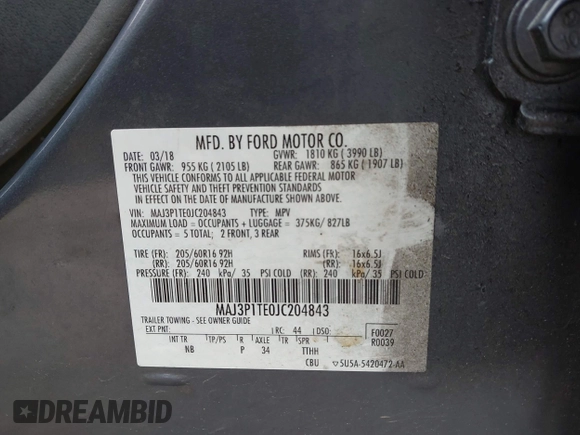 MFD. BY FORD MOTOR CO.
DATE: 03/18 GVWR: 1810 KG ( 3990 LB)
FRONT GAWR: 955 KG ( 2105 LB) REAR GAWR: 865 KG ( 1907 LB)
THIS VEHICLE CONFORMS TO ALL APPLICABLE FEDERAL MOTOR
VEHICLE SAFETY AND THEFT PREVENTION STANDARDS
IN EFFECT ON THE DATE OF MANUFACTURE SHOWN ABOVE.
VIN: MAJ3P1TE0JC204843 TYPE: MPV
MAXIMUM LOAD = OCCUPANTS + LUGGAGE = 375KG/ 827LB
OCCUPANTS = 5 TOTAL; 2 FRONT, 3 REAR
TIRE (FR): 205/60R16 92H RIMS (FR): 16x6.5J
(RR): 205/60R16 92H (RR): 16x6.5J
PRESSURE (FR): 240 kPa/ 35 PSI COLD (RR): 240 kPa/ 35 PSI COLD
MAJ3P1TE0JC204843
TRAILER TOWING - SEE OWNER GUIDE
EXT PNT: RC: 44 DSO: F0027
R0039
INT TR TP/PS R AXLE TR SPR
NB P 34 TTHH
CBU 5U5A-5420472-AA
DREAMBID